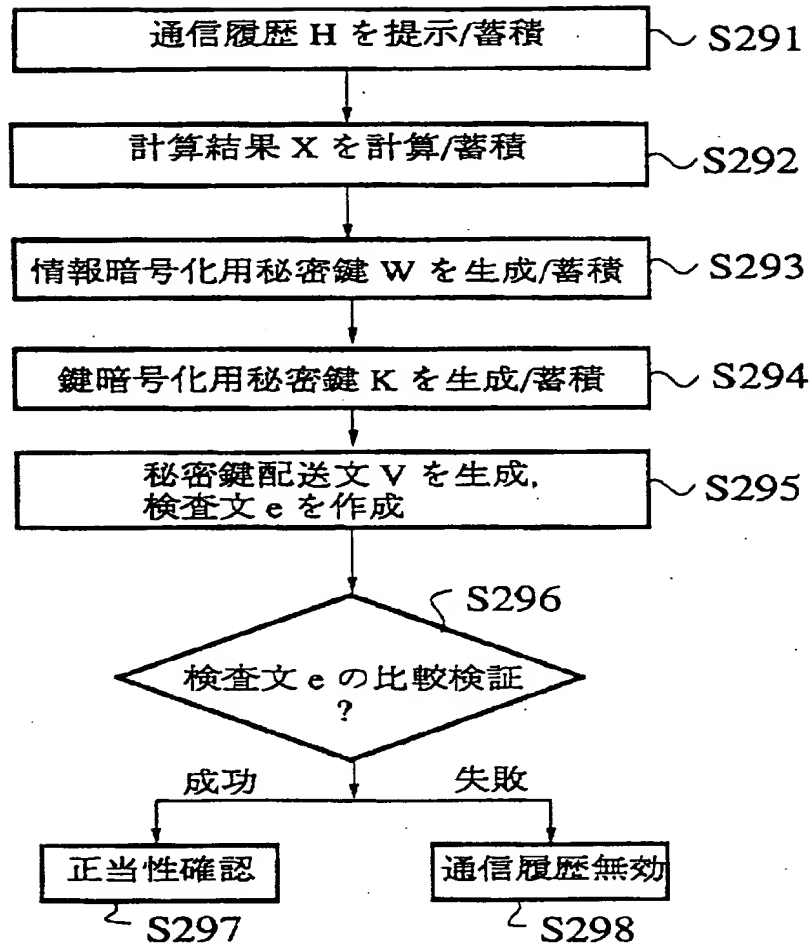 通信履歴 H を提示/蓄積
S291
計算結果 X を計算/蓄積
S292
情報暗号化用秘密鍵 W を生成/蓄積
S293
鍵暗号化用秘密鍵 K を生成/蓄積
S294
秘密鍵配送文 V を生成,
検査文 e を作成
S295
S296
検査文 e の比較検証
?
成功
失敗
正当性確認
通信履歴無効
S297
S298